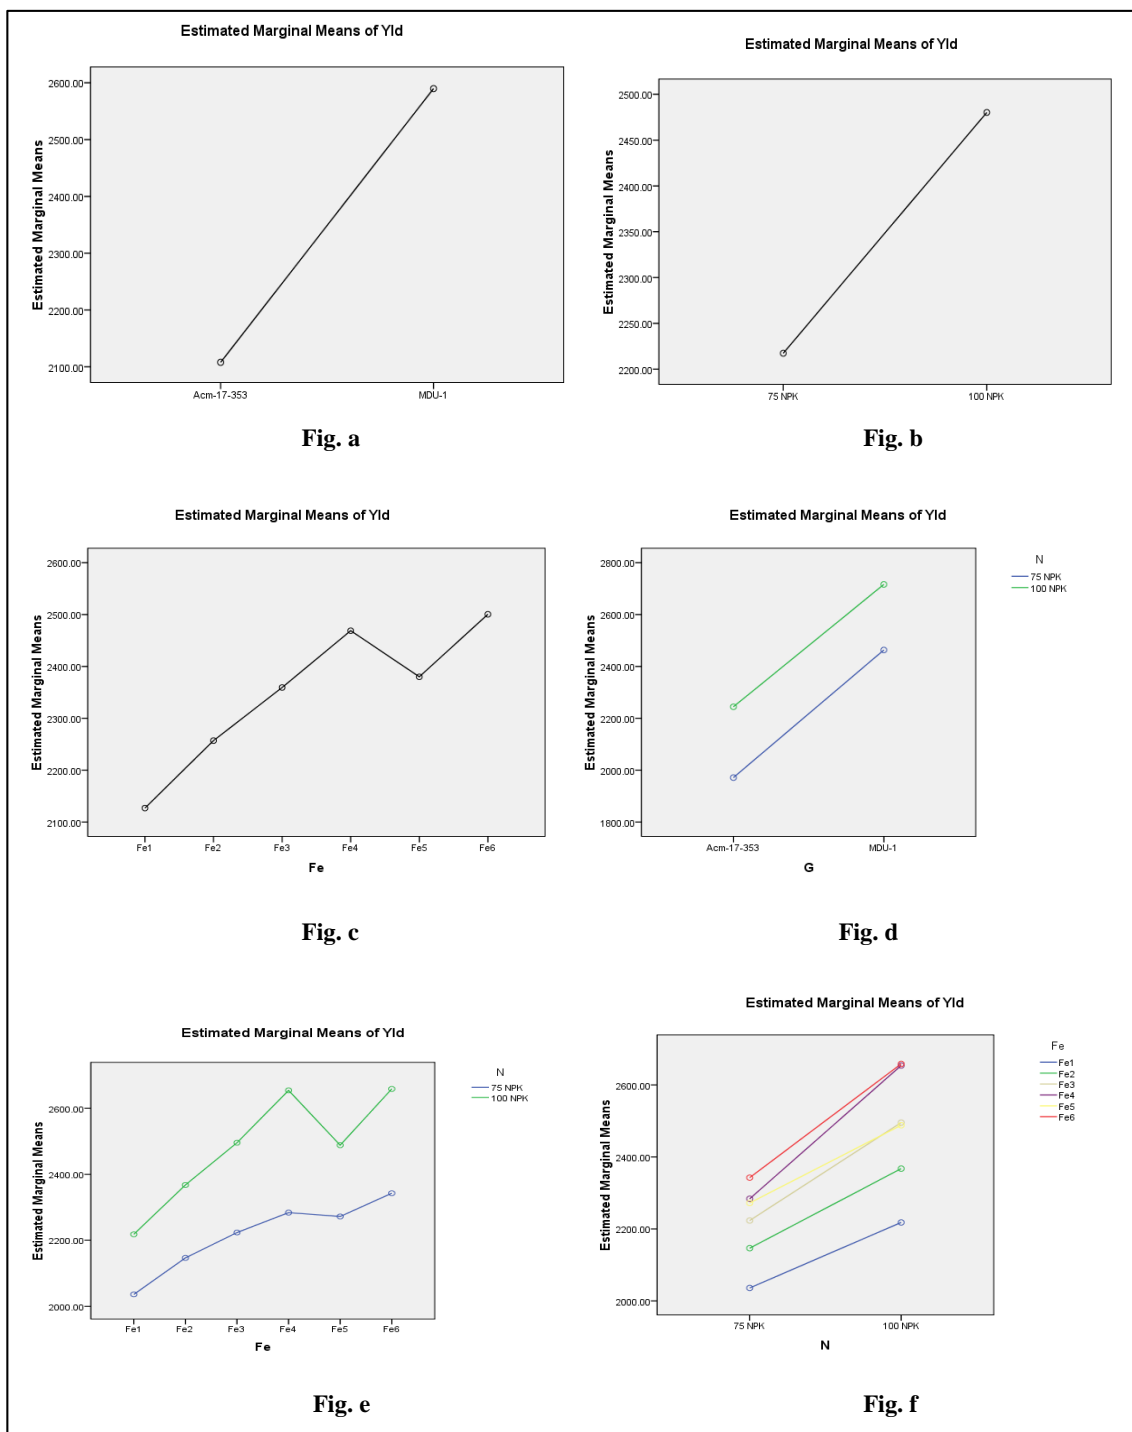 Estimated Marginal Means of Yld
Estimated Marginal Means
2600.00
2500.00
2400.00
2300.00
2200.00
2100.00
Acm-17-353 MDU-1
Fig. a
Estimated Marginal Means of Yld
Estimated Marginal Means
2500.00
2450.00
2400.00
2350.00
2300.00
2250.00
2200.00
75 NPK 100 NPK
Fig. b
Estimated Marginal Means of Yld
Estimated Marginal Means
2600.00
2500.00
2400.00
2300.00
2200.00
2100.00
Fe1 Fe2 Fe3 Fe4 Fe5 Fe6
Fe
Fig. c
Estimated Marginal Means of Yld
Estimated Marginal Means
2800.00
2600.00
2400.00
2200.00
2000.00
1800.00
Acm-17-353 MDU-1
G
N
75 NPK
100 NPK
Fig. d
Estimated Marginal Means of Yld
Estimated Marginal Means
2600.00
2400.00
2200.00
2000.00
Fe1 Fe2 Fe3 Fe4 Fe5 Fe6
Fe
N
75 NPK
100 NPK
Fig. e
Estimated Marginal Means of Yld
Estimated Marginal Means
2600.00
2400.00
2200.00
2000.00
75 NPK 100 NPK
N
Fe
Fe1
Fe2
Fe3
Fe4
Fe5
Fe6
Fig. f